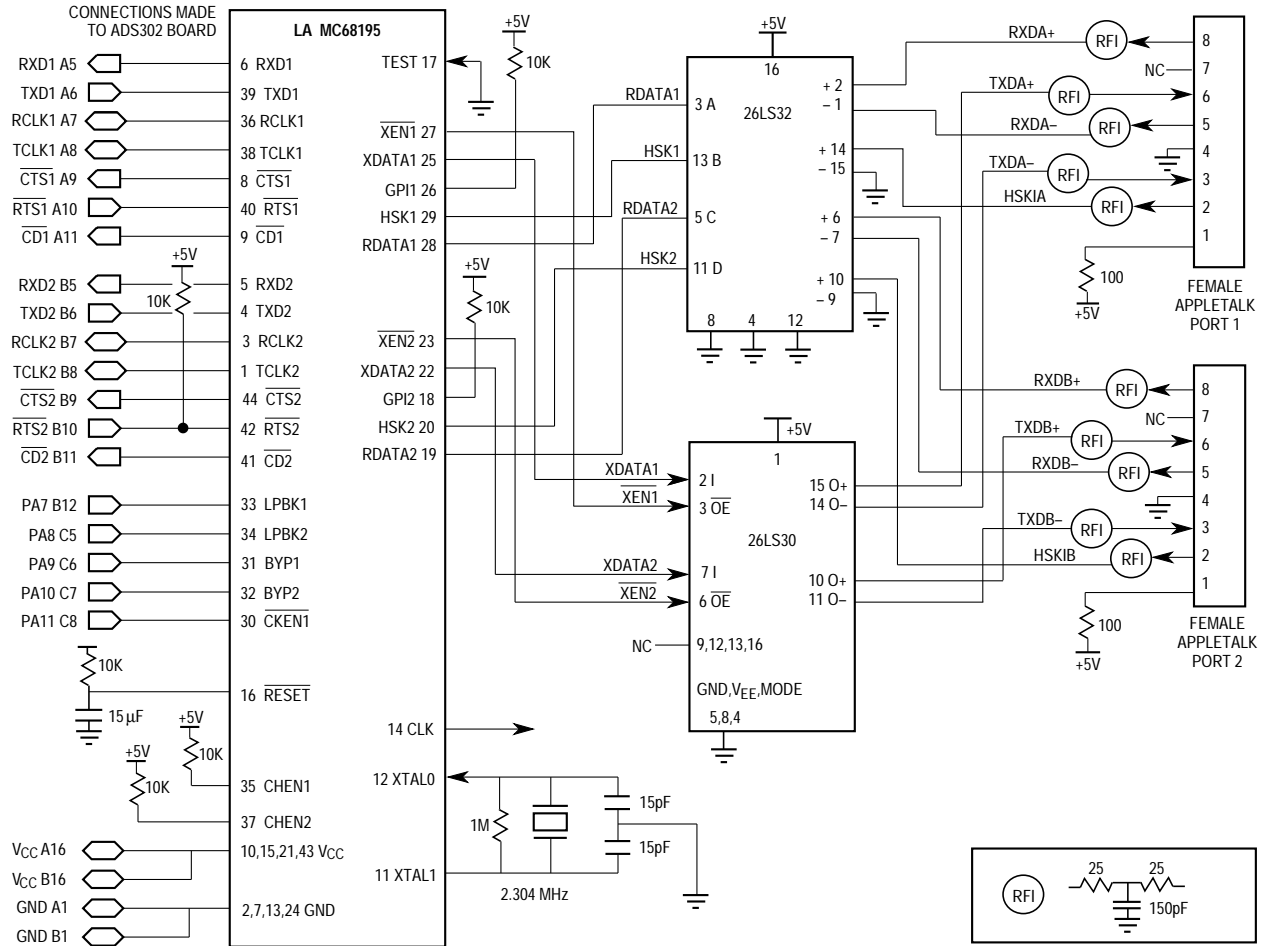 CONNECTIONS MADE
TO ADS302 BOARD
LA MC68195
RXD1 A5
TXD1 A6
RCLK1 A7
TCLK1 A8
CTS1 A9
RTS1 A10
CD1 A11
+5V
10K
RXD2 B5
TXD2 B6
RCLK2 B7
TCLK2 B8
CTS2 B9
RTS2 B10
CD2 B11
PA7 B12
PA8 C5
PA9 C6
PA10 C7
PA11 C8
10K
15 µF
+5V
10K
+5V
10K
VCC A16
VCC B16
GND A1
GND B1
6 RXD1
39 TXD1
36 RCLK1
38 TCLK1
8 CTS1
40 RTS1
9 CD1
5 RXD2
4 TXD2
3 RCLK2
1 TCLK2
44 CTS2
42 RTS2
41 CD2
33 LPBK1
34 LPBK2
31 BYP1
32 BYP2
30 CKEN1
16 RESET
35 CHEN1
37 CHEN2
10,15,21,43 VCC
2,7,13,24 GND
TEST 17
XEN1 27
XDATA1 25
GPI1 26
HSK1 29
RDATA1 28
XEN2 23
XDATA2 22
GPI2 18
HSK2 20
RDATA2 19
14 CLK
12 XTAL0
11 XTAL1
+5V
10K
+5V
10K
1M
2.304 MHz
15pF
15pF
RDATA1
HSK1
RDATA2
HSK2
+5V
16
26LS32
3 A
13 B
5 C
11 D
+ 2
– 1
+ 14
– 15
+ 6
– 7
+ 10
– 9
8
4
12
XDATA1
XEN1
XDATA2
XEN2
NC
+5V
1
2 I
3 OE
26LS30
7 I
6 OE
9,12,13,16
GND,VEE,MODE
5,8,4
15 O+
14 O–
10 O+
11 O–
RXDA+
RFI
NC
TXDA+
RFI
RXDA–
RFI
TXDA–
RFI
HSKIA
RFI
100
+5V
8
7
6
5
4
3
2
1
FEMALE
APPLETALK
PORT 1
RXDB+
RFI
NC
TXDB+
RFI
RXDB–
RFI
TXDB–
RFI
HSKIB
RFI
100
+5V
8
7
6
5
4
3
2
1
FEMALE
APPLETALK
PORT 2
RFI
25
25
150pF